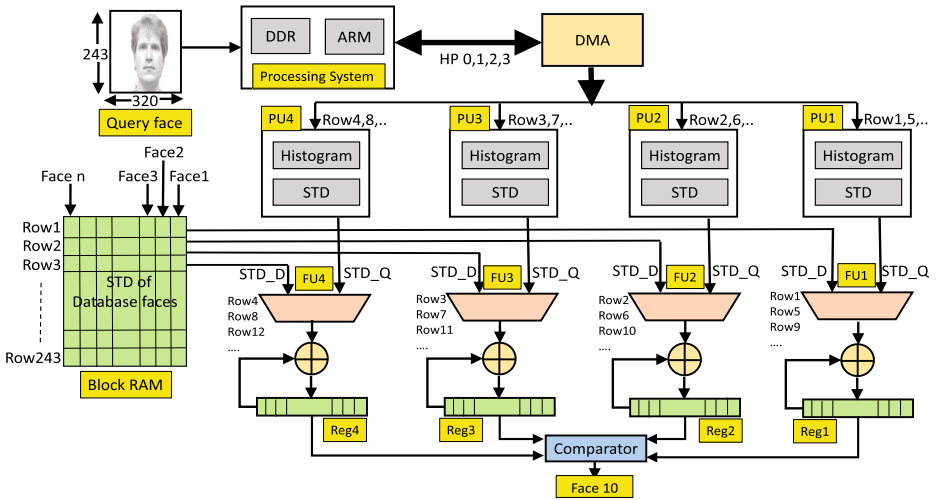 243
320
Query face
DDR
ARM
Processing System
HP 0,1,2,3
DMA
PU4
Row4,8,..
PU3
Row3,7,..
PU2
Row2,6,..
PU1
Row1,5,..
Histogram
STD
Histogram
STD
Histogram
STD
Histogram
STD
Face2
Face n
Face3
Face1
Row1
Row2
Row3
Row243
STD of
Database faces
Block RAM
STD_D
FU4
STD_Q
STD_D
FU3
STD_Q
STD_D
FU2
STD_Q
STD_D
FU1
STD_Q
Row4
Row8
Row12
....
Row3
Row7
Row11
....
Row2
Row6
Row10
....
Row1
Row5
Row9
....
Reg4
Reg3
Reg2
Reg1
Comparator
Face 10